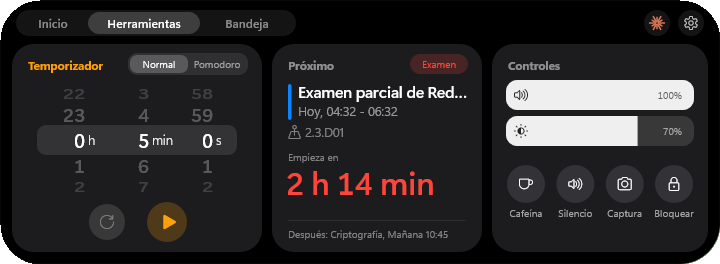 Inicio
Herramientas
Bandeja
Temporizador
Normal
Pomodoro
22 3 58
23 4 59
0 h 5 min 0 s
1 6 1
2 7 2
Próximo
Examen
Examen parcial de Red...
Hoy, 04:32 - 06:32
2.3.D01
Empieza en
2 h 14 min
Después: Criptografía, Mañana 10:45
Controles
100%
70%
Cafeína
Silencio
Captura
Bloquear